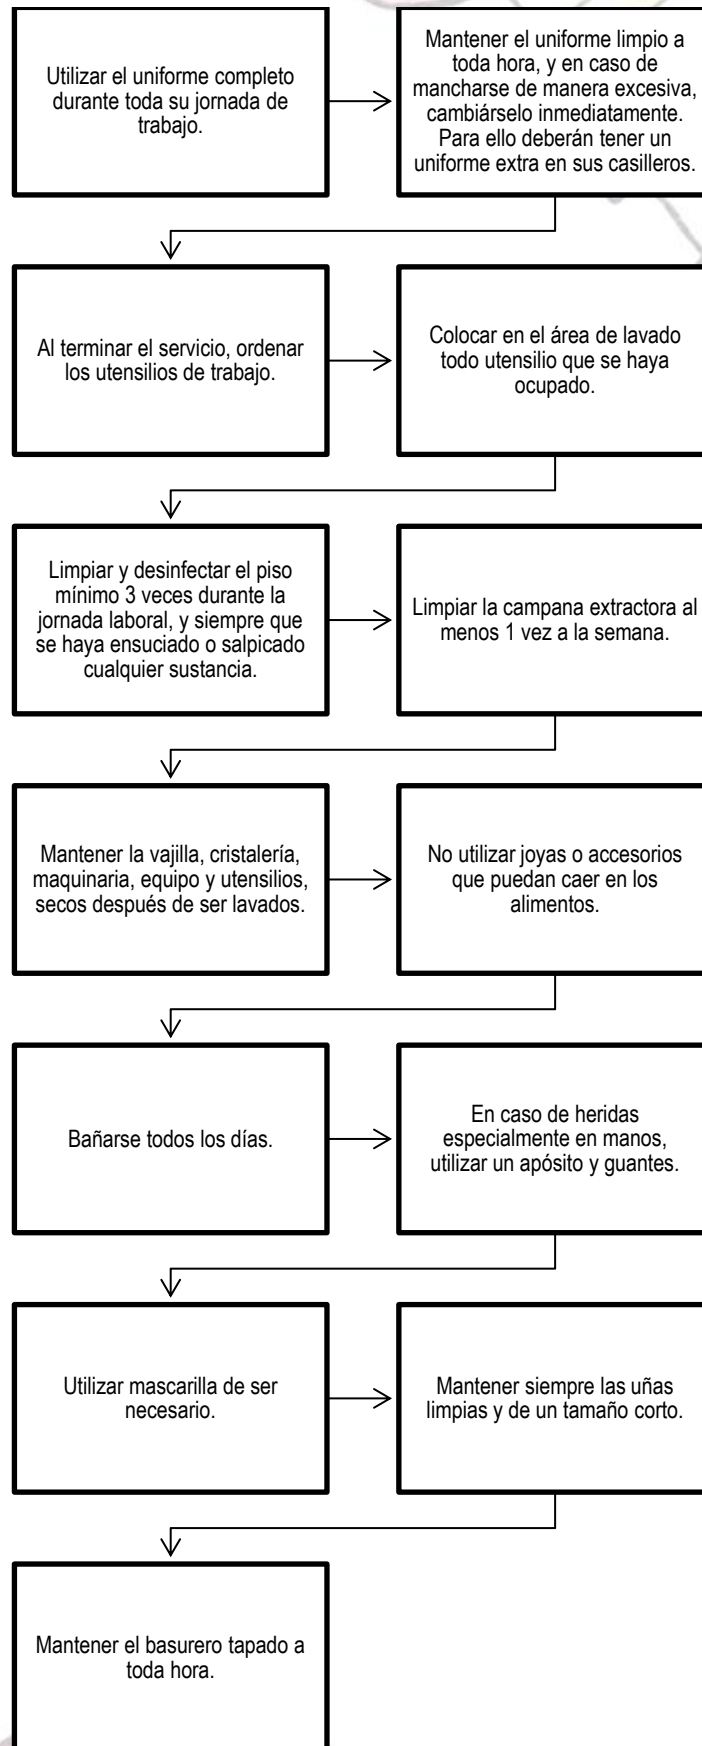 Utilizar el uniforme completo
durante toda su jornada de
trabajo.
Mantener el uniforme limpio a
toda hora, y en caso de
mancharse de manera excesiva,
cambiárselo inmediatamente.
Para ello deberán tener un
uniforme extra en sus casilleros.
Al terminar el servicio, ordenar
los utensilios de trabajo.
Colocar en el área de lavado
todo utensilio que se haya
ocupado.
Limpiar y desinfectar el piso
mínimo 3 veces durante la
jornada laboral, y siempre que
se haya ensuciado o salpicado
cualquier sustancia.
Limpiar la campana extractora al
menos 1 vez a la semana.
Mantener la vajilla, cristalería,
maquinaria, equipo y utensilios,
secos después de ser lavados.
No utilizar joyas o accesorios
que puedan caer en los
alimentos.
Bañarse todos los días.
En caso de heridas
especialmente en manos,
utilizar un apósito y guantes.
Utilizar mascarilla de ser
necesario.
Mantener siempre las uñas
limpias y de un tamaño corto.
Mantener el basurero tapado a
toda hora.